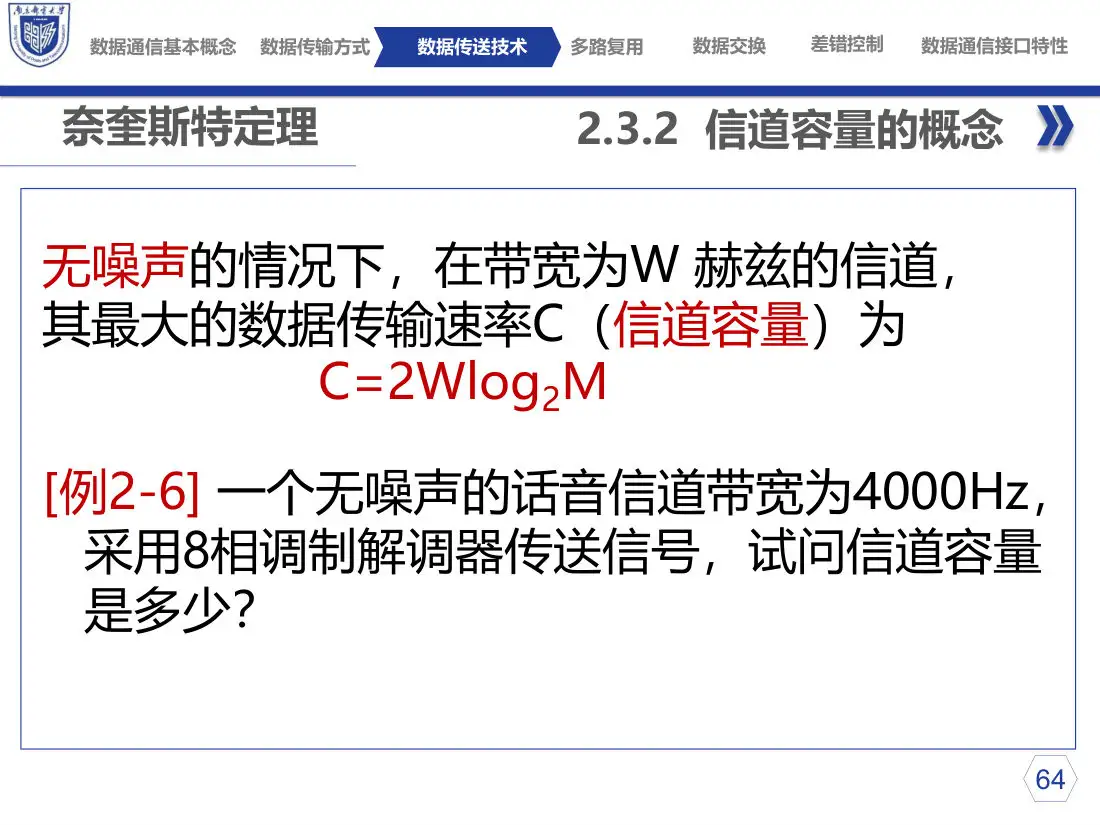 南京邮电大学
数据通信基本概念 数据传输方式 数据传送技术 多路复用 数据交换 差错控制 数据通信接口特性
奈奎斯特定理
2.3.2 信道容量的概念
无噪声的情况下，在带宽为W 赫兹的信道，
其最大的数据传输速率C（信道容量）为
C=2Wlog₂M
[例2-6] 一个无噪声的话音信道带宽为4000Hz，
采用8相调制解调器传送信号，试问信道容量
是多少？
64